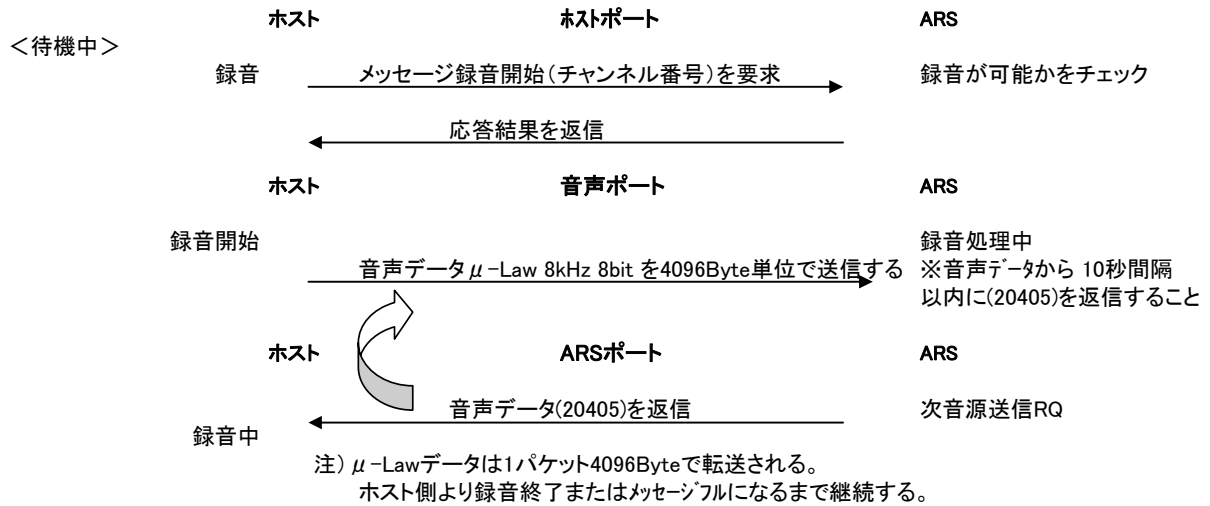 ホスト ﾎｽﾄポート ARS
＜待機中＞
録音 メッセージ録音開始（チャンネル番号）を要求 録音が可能かをチェック
応答結果を返信
ホスト 音声ポート ARS
録音開始 録音処理中
音声データμ-Law 8kHz 8bit を4096Byte単位で送信する ※音声ﾃﾞｰﾀから 10秒間隔
以内に(20405)を返信すること
ホスト ARSポート ARS
音声データ(20405)を返信 次音源送信RQ
録音中
注）μ-Lawデータは1パケット4096Byteで転送される。
ホスト側より録音終了またはﾒｯｾｰｼﾞﾌﾙになるまで継続する。